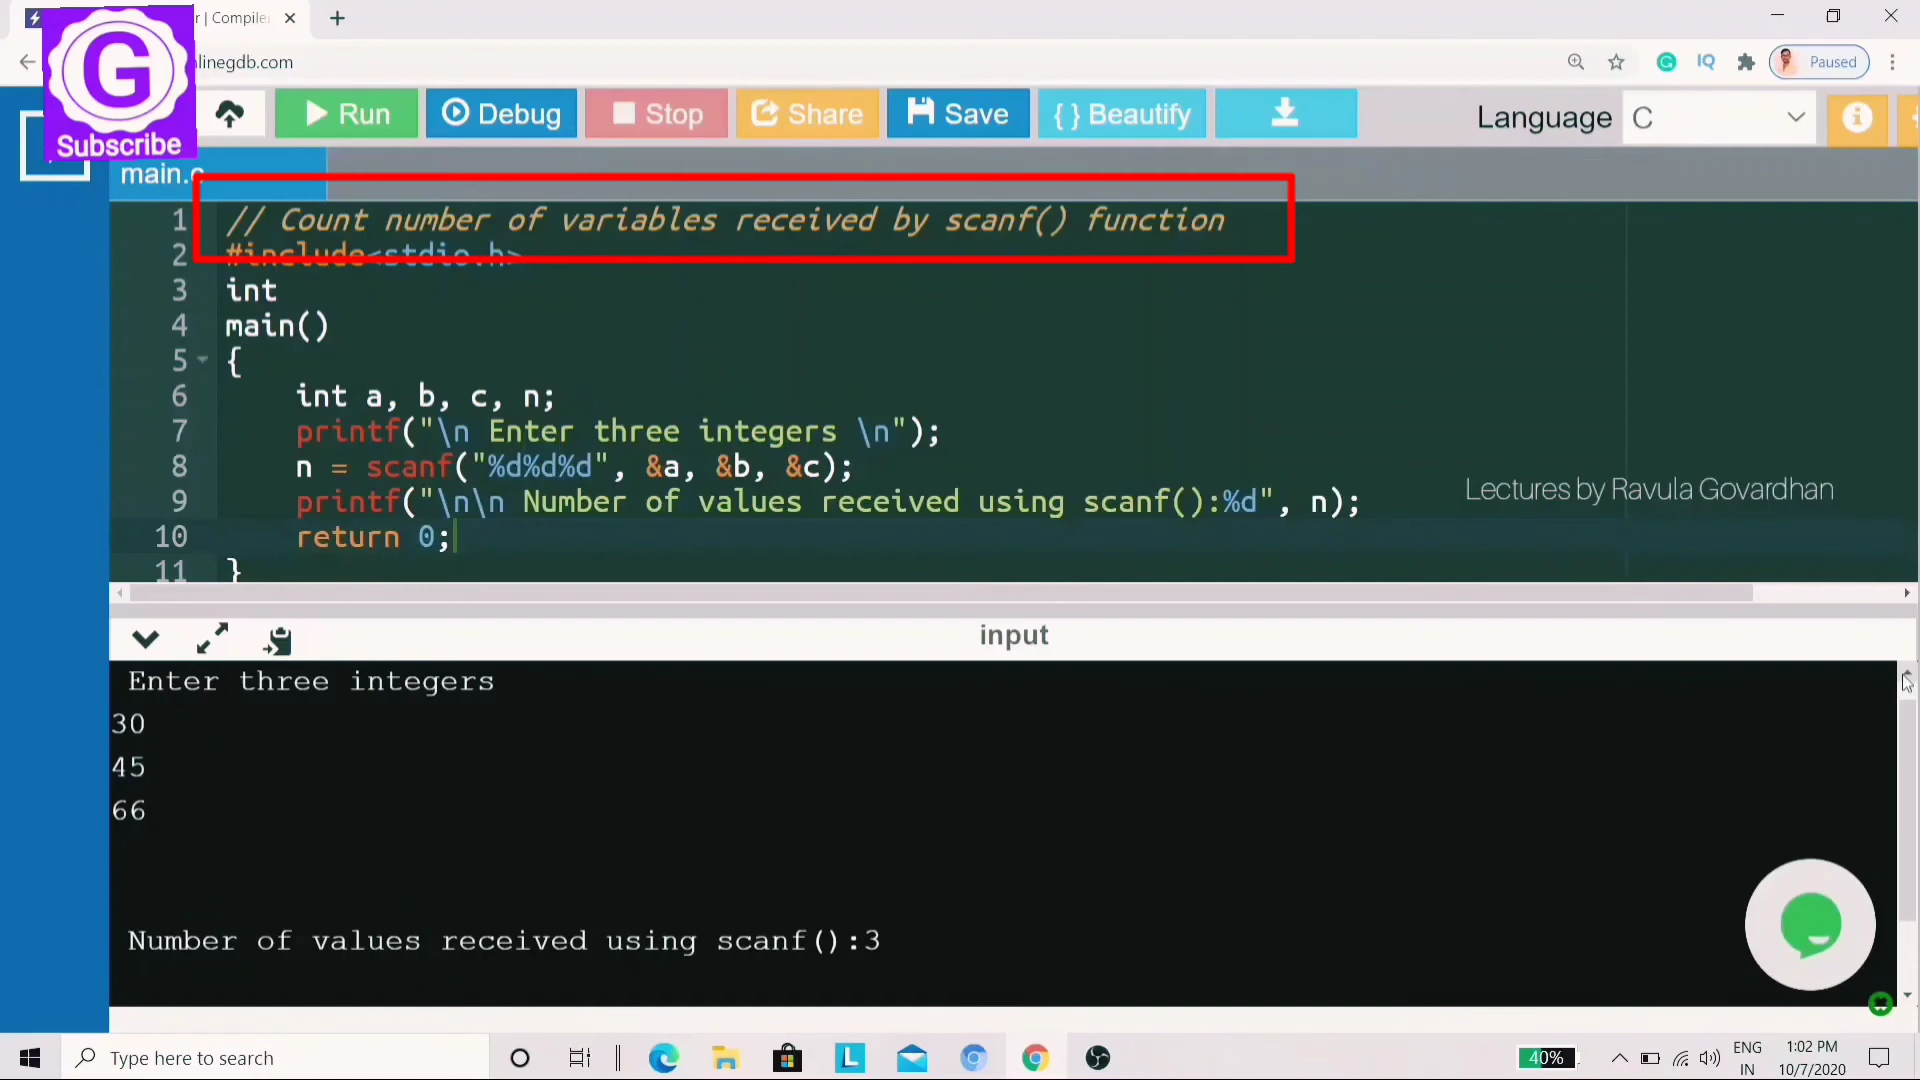 r | Compiler
linegdb.com
Paused
G
Subscribe
Run
Debug
Stop
Share
Save
{ } Beautify
Language
C
main.c
1 // Count number of variables received by scanf() function
2 #include<stdio.h>
3 int
4 main()
5 {
6 int a, b, c, n;
7 printf("\n Enter three integers \n");
8 n = scanf("%d%d%d", &a, &b, &c);
9 printf("\n\n Number of values received using scanf():%d", n);
10 return 0;
11 }
Lectures by Ravula Govardhan
input
Enter three integers
30
45
66
Number of values received using scanf():3
Type here to search
40%
ENG
IN
1:02 PM
10/7/2020